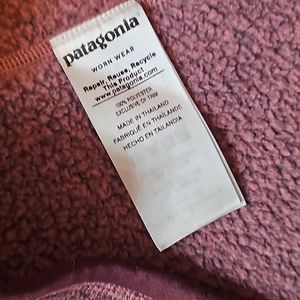 patagonia
WORN WEAR
Repair, Reuse, Recycle
This Product
www.patagonia.com
100% POLYESTER
EXCLUSIVE OF TRIM
MADE IN THAILAND
FABRIQUÉ EN THAÏLANDE
HECHO EN TAILANDIA